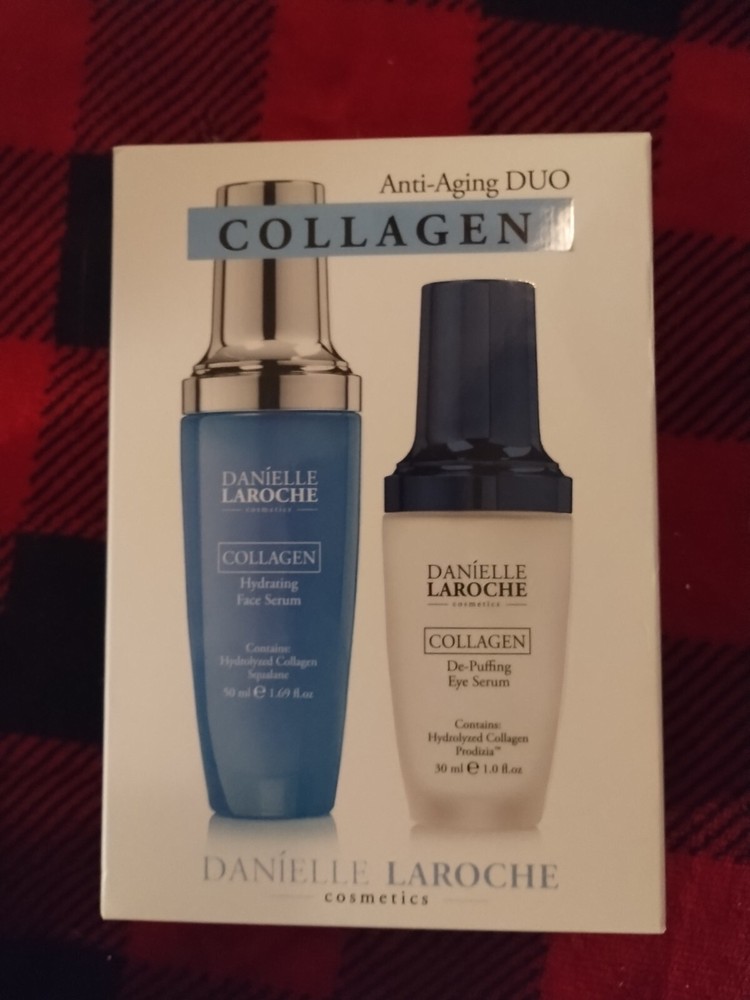 Anti-Aging DUO
COLLAGEN
DANÍELLE
LAROCHE
cosmetics
COLLAGEN
Hydrating
Face Serum
Contains:
Hydrolyzed Collagen
Squalane
50 ml ℮ 1.69 fl.oz
DANÍELLE
LAROCHE
cosmetics
COLLAGEN
De-Puffing
Eye Serum
Contains:
Hydrolyzed Collagen
Prodizia™
30 ml ℮ 1.0 fl.oz
DANÍELLE LAROCHE
cosmetics